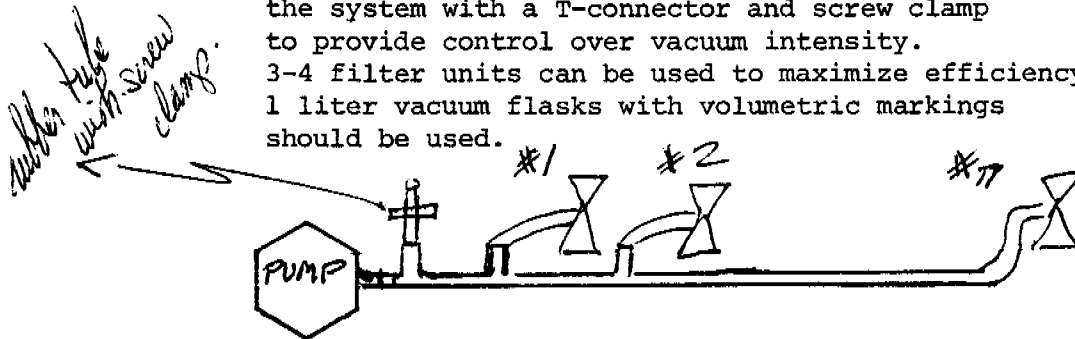 the system with a T-connector and screw clamp
to provide control over vacuum intensity.
3-4 filter units can be used to maximize efficiency
1 liter vacuum flasks with volumetric markings
should be used.
rubber tube
with screw
clamp.
#1
#2
#n
PUMP